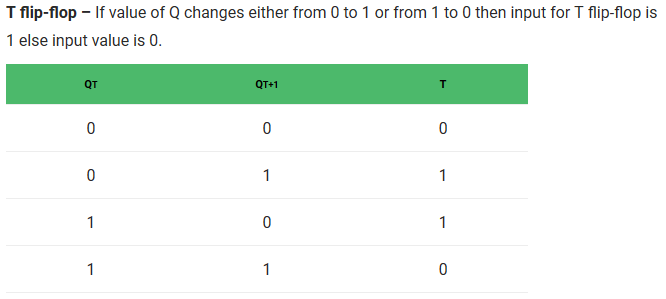 T flip-flop – If value of Q changes either from 0 to 1 or from 1 to 0 then input for T flip-flop is
1 else input value is 0.
QT QT+1 T
0 0 0
0 1 1
1 0 1
1 1 0